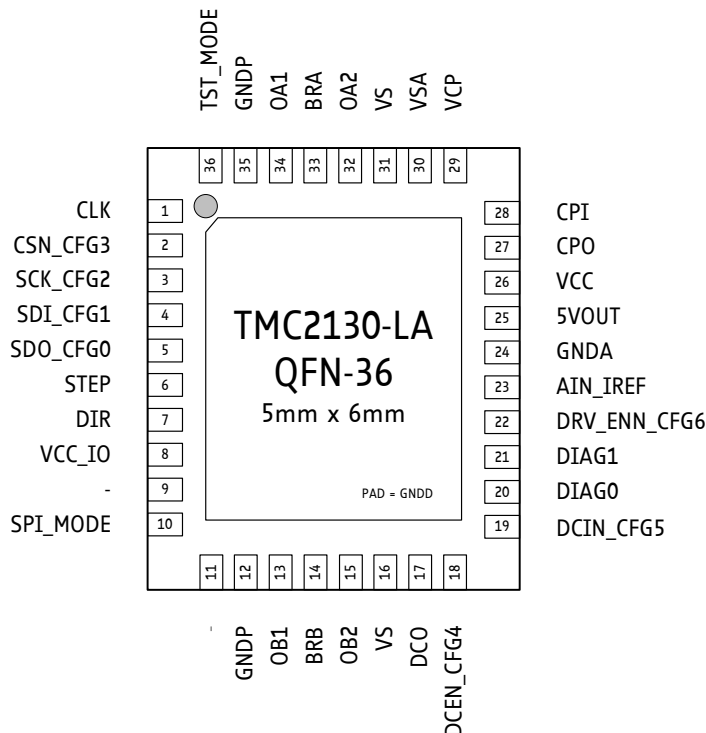 TST_MODE
GNDP
OA1
BRA
OA2
VS
VSA
VCP
36
35
34
33
32
31
30
29
CLK 1
CSN_CFG3 2
SCK_CFG2 3
SDI_CFG1 4
SDO_CFG0 5
STEP 6
DIR 7
VCC_IO 8
- 9
SPI_MODE 10
TMC2130-LA
QFN-36
5mm x 6mm
PAD = GNDD
28 CPI
27 CPO
26 VCC
25 5VOUT
24 GNDA
23 AIN_IREF
22 DRV_ENN_CFG6
21 DIAG1
20 DIAG0
19 DCIN_CFG5
11
12
13
14
15
16
17
18
-
GNDP
OB1
BRB
OB2
VS
DCO
DCEN_CFG4